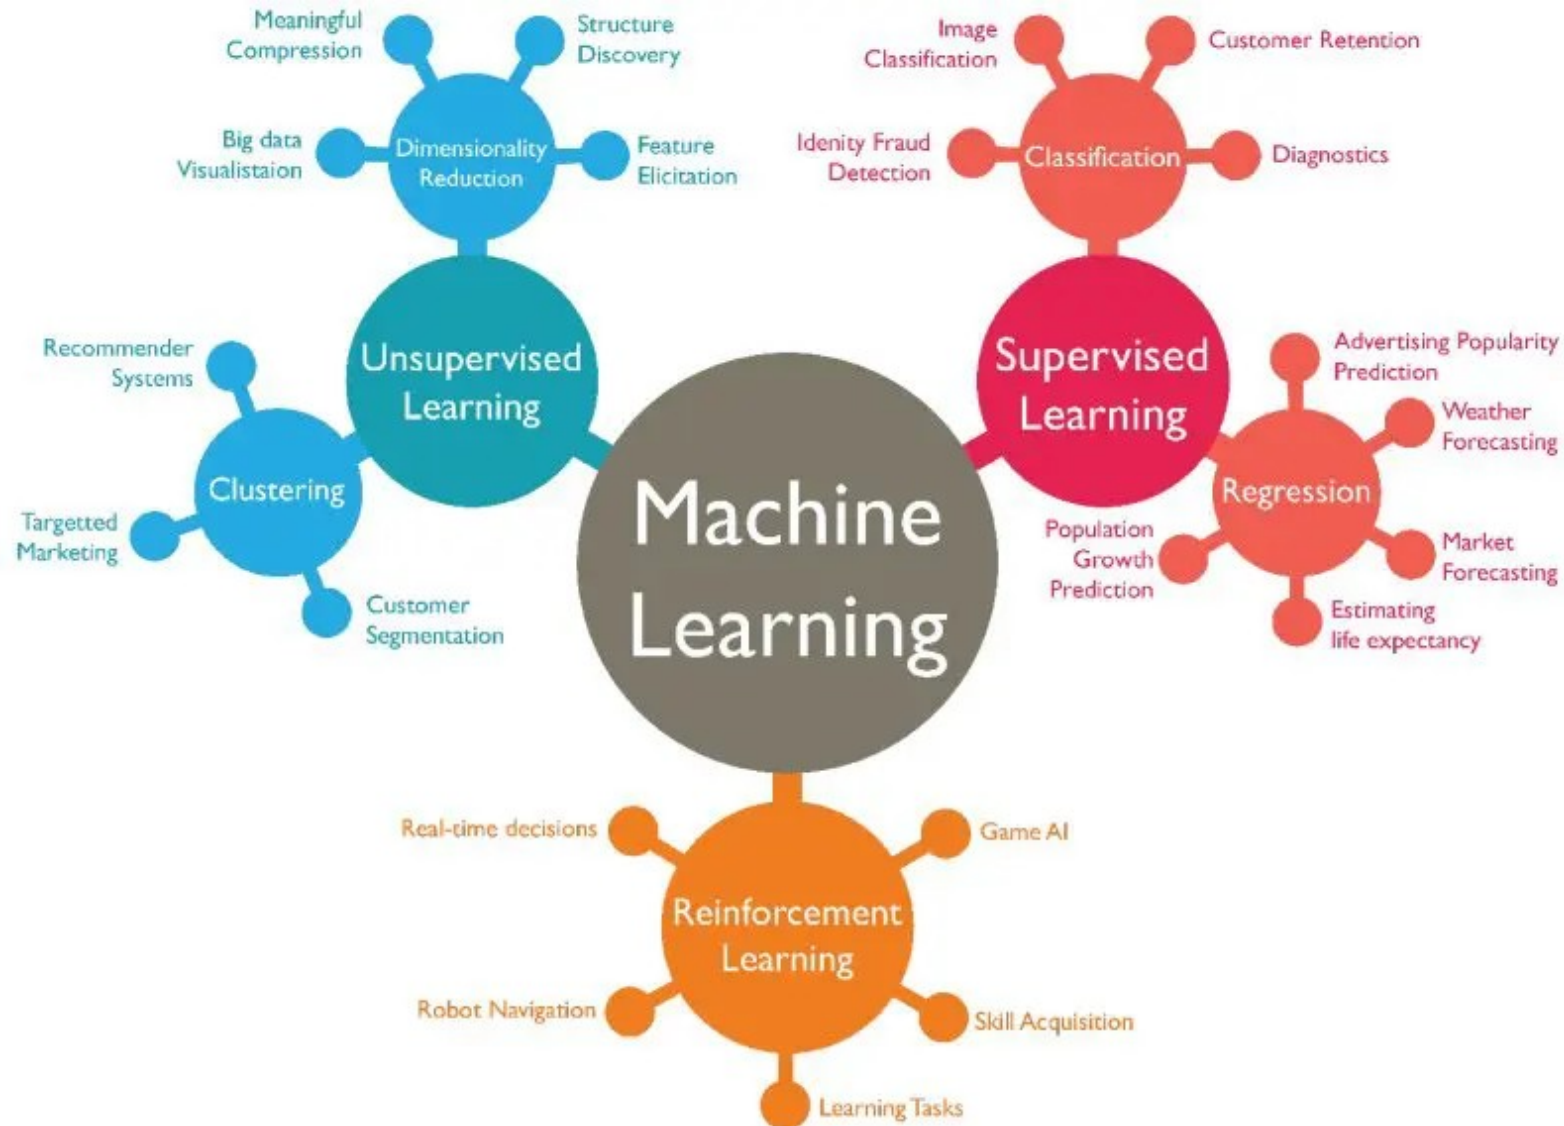 Meaningful
Compression
Structure
Discovery
Big data
Visualistaion
Dimensionality
Reduction
Feature
Elicitation
Image
Classification
Customer Retention
Idenity Fraud
Detection
Classification
Diagnostics
Unsupervised
Learning
Supervised
Learning
Recommender
Systems
Clustering
Targetted
Marketing
Customer
Segmentation
Machine
Learning
Advertising Popularity
Prediction
Weather
Forecasting
Regression
Population
Growth
Prediction
Market
Forecasting
Estimating
life expectancy
Real-time decisions
Game AI
Reinforcement
Learning
Robot Navigation
Skill Acquisition
Learning Tasks